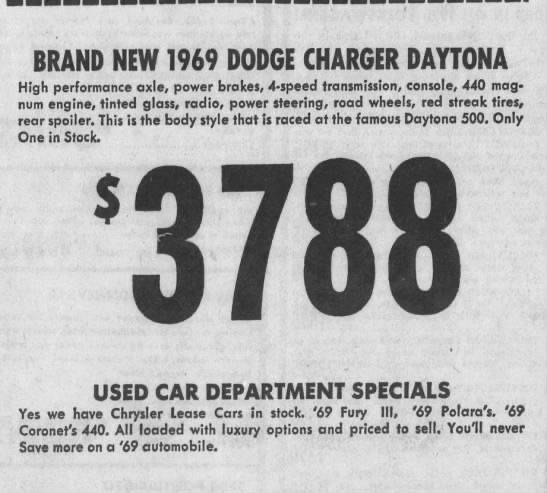 BRAND NEW 1969 DODGE CHARGER DAYTONA
High performance axle, power brakes, 4-speed transmission, console, 440 mag-
num engine, tinted glass, radio, power steering, road wheels, red streak tires,
rear spoiler. This is the body style that is raced at the famous Daytona 500. Only
One in Stock.
$3788
USED CAR DEPARTMENT SPECIALS
Yes we have Chrysler Lease Cars in stock. '69 Fury III, '69 Polara's. '69
Coronet's 440. All loaded with luxury options and priced to sell. You'll never
Save more on a '69 automobile.